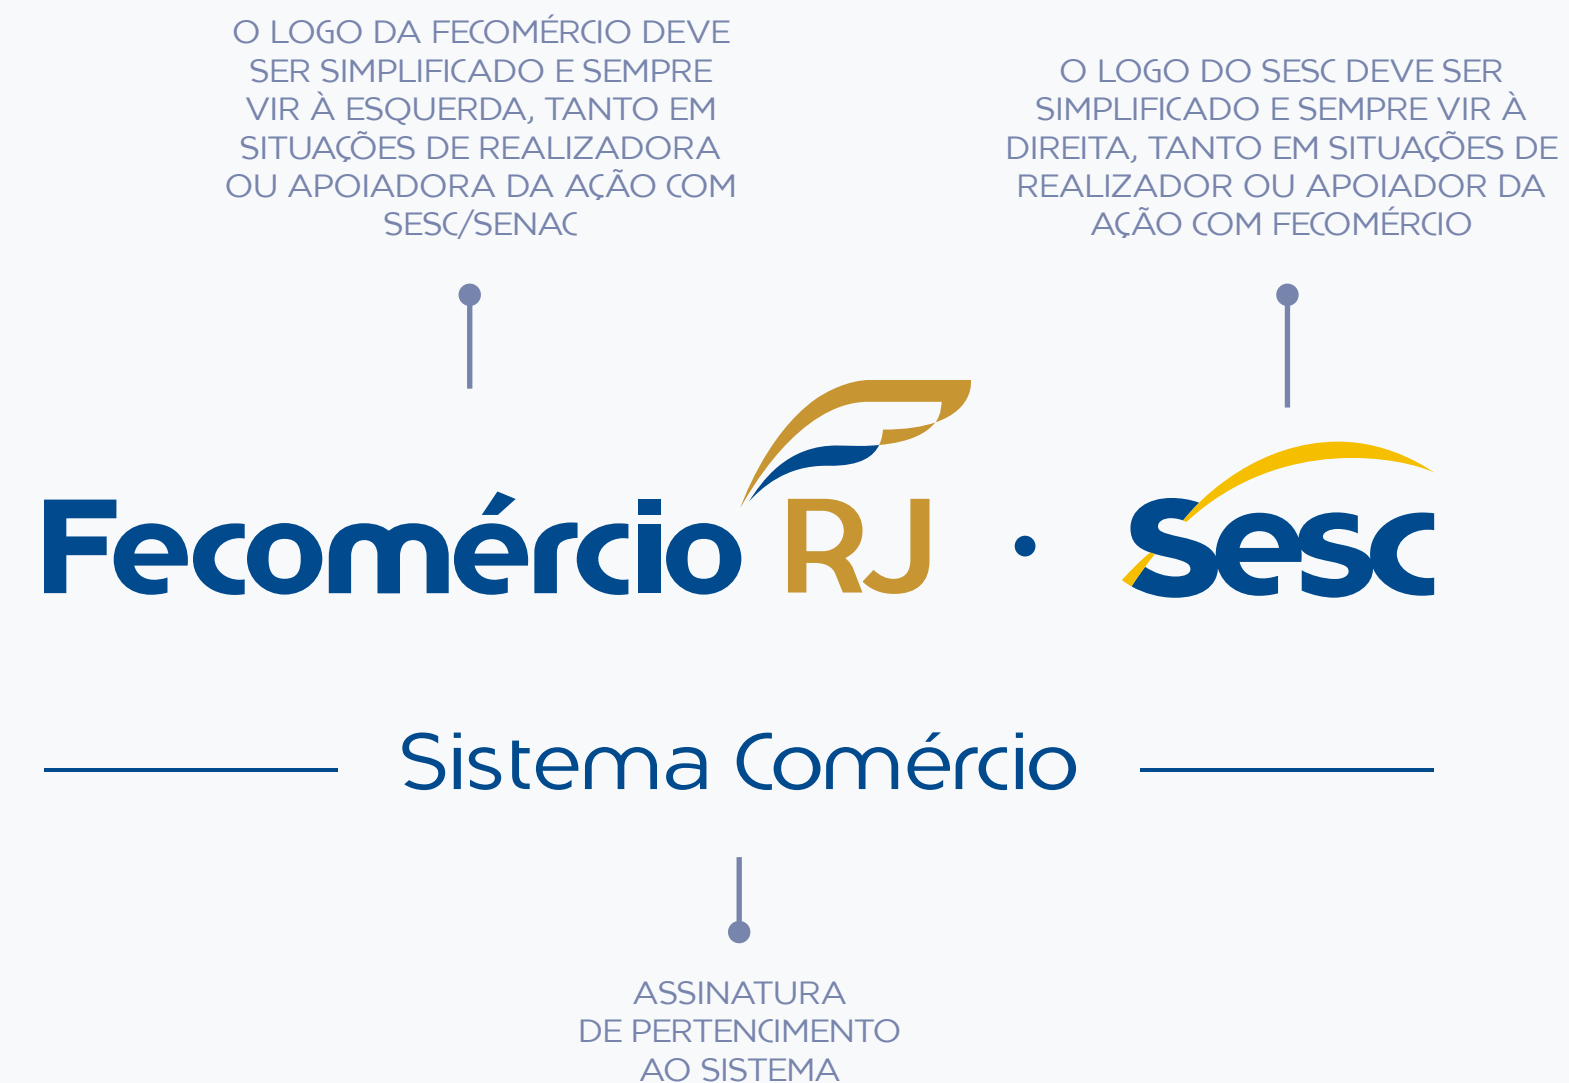 O LOGO DA FECOMÉRCIO DEVE
SER SIMPLIFICADO E SEMPRE
VIR À ESQUERDA, TANTO EM
SITUAÇÕES DE REALIZADORA
OU APOIADORA DA AÇÃO COM
SESC/SENAC
O LOGO DO SESC DEVE SER
SIMPLIFICADO E SEMPRE VIR À
DIREITA, TANTO EM SITUAÇÕES DE
REALIZADOR OU APOIADOR DA
AÇÃO COM FECOMÉRCIO
Fecomércio RJ • Sesc
Sistema Comércio
ASSINATURA
DE PERTENCIMENTO
AO SISTEMA